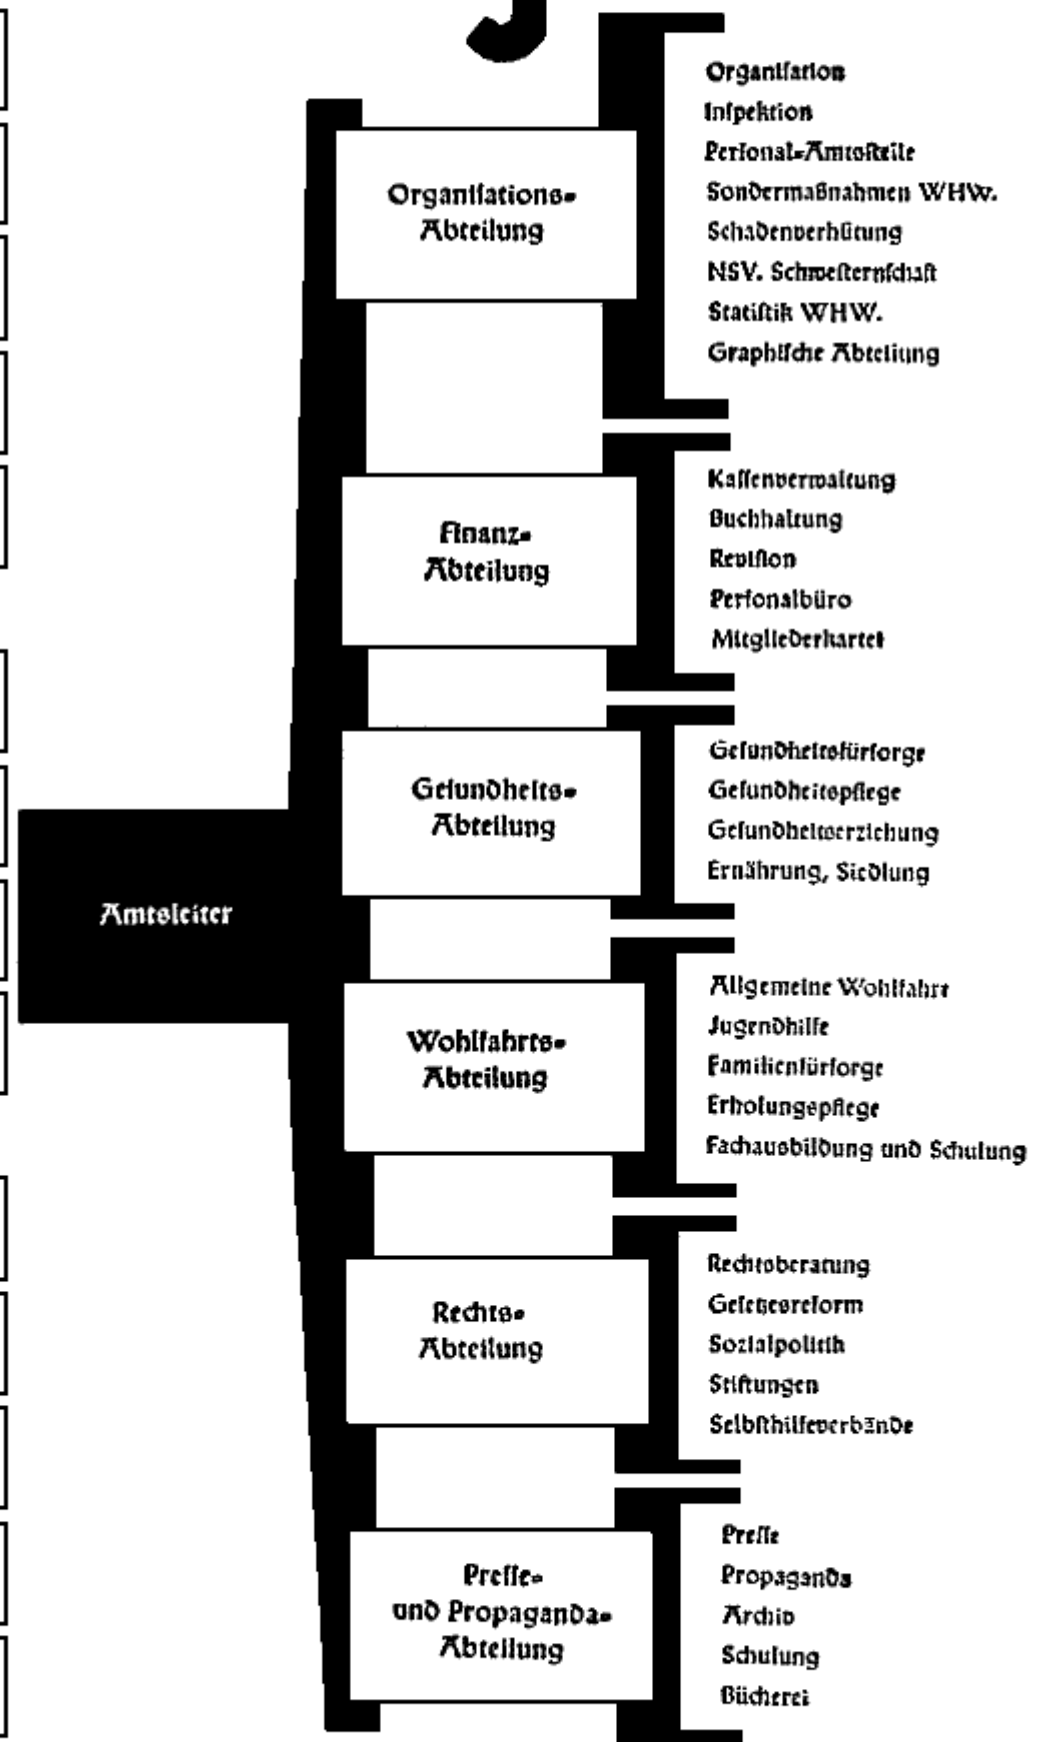 Amtsleiter
Organisations-
Abteilung
Organisation
Inspektion
Personal-Amtsstelle
Sondermaßnahmen WHW.
Schadenverhütung
NSV. Schwesternschaft
Statistik WHW.
Graphische Abteilung
Finanz-
Abteilung
Kassenverwaltung
Buchhaltung
Revision
Personalbüro
Mitgliederkartei
Gesundheits-
Abteilung
Gesundheitsfürsorge
Gesundheitspflege
Gesundheitserziehung
Ernährung, Siedlung
Wohlfahrts-
Abteilung
Allgemeine Wohlfahrt
Jugendhilfe
Familienfürsorge
Erholungspflege
Fachausbildung und Schulung
Rechts-
Abteilung
Rechtsberatung
Gesetzesreform
Sozialpolitik
Stiftungen
Selbsthilfeverbände
Presse-
und Propaganda-
Abteilung
Presse
Propaganda
Archiv
Schulung
Bücherei